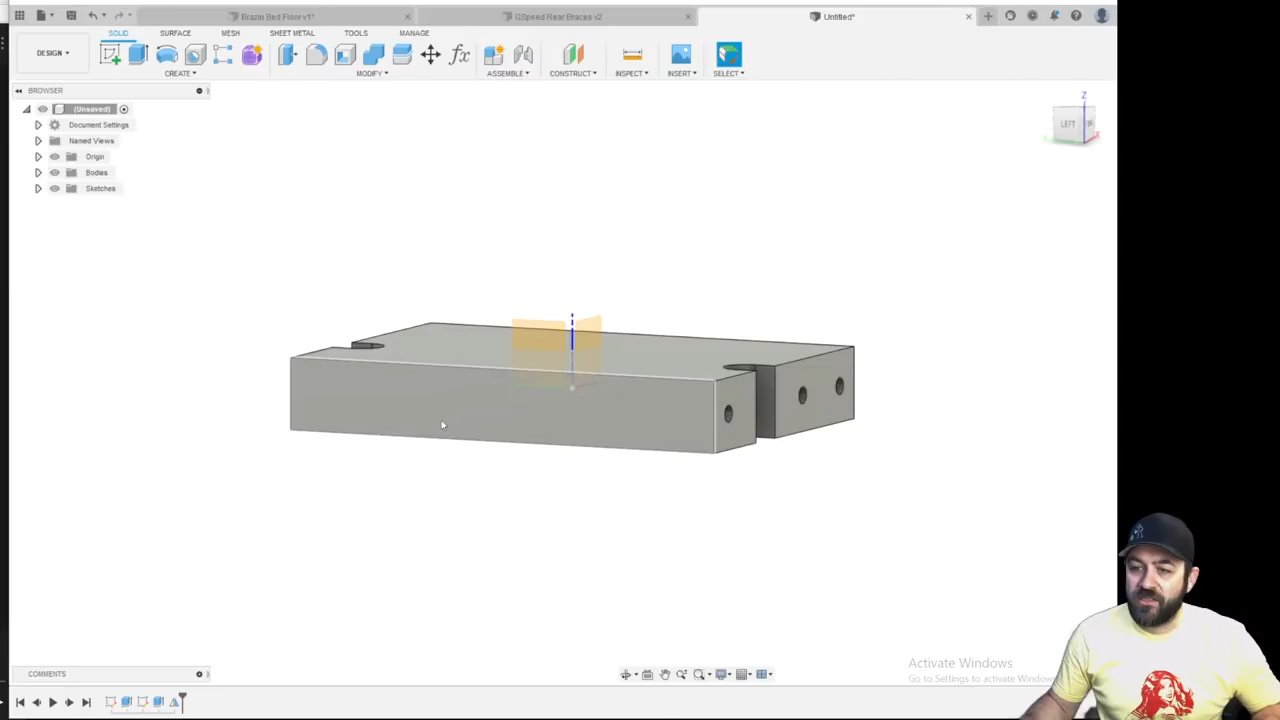 Brazin Bed Floor v1*
GSpeed Rear Braces v2
Untitled*
DESIGN
SOLID
SURFACE
MESH
SHEET METAL
TOOLS
MANAGE
CREATE
MODIFY
ASSEMBLE
CONSTRUCT
INSPECT
INSERT
SELECT
BROWSER
(Unsaved)
Document Settings
Named Views
Origin
Bodies
Sketches
Z
LEFT
COMMENTS
Activate Windows
Go to Settings to activate Windows